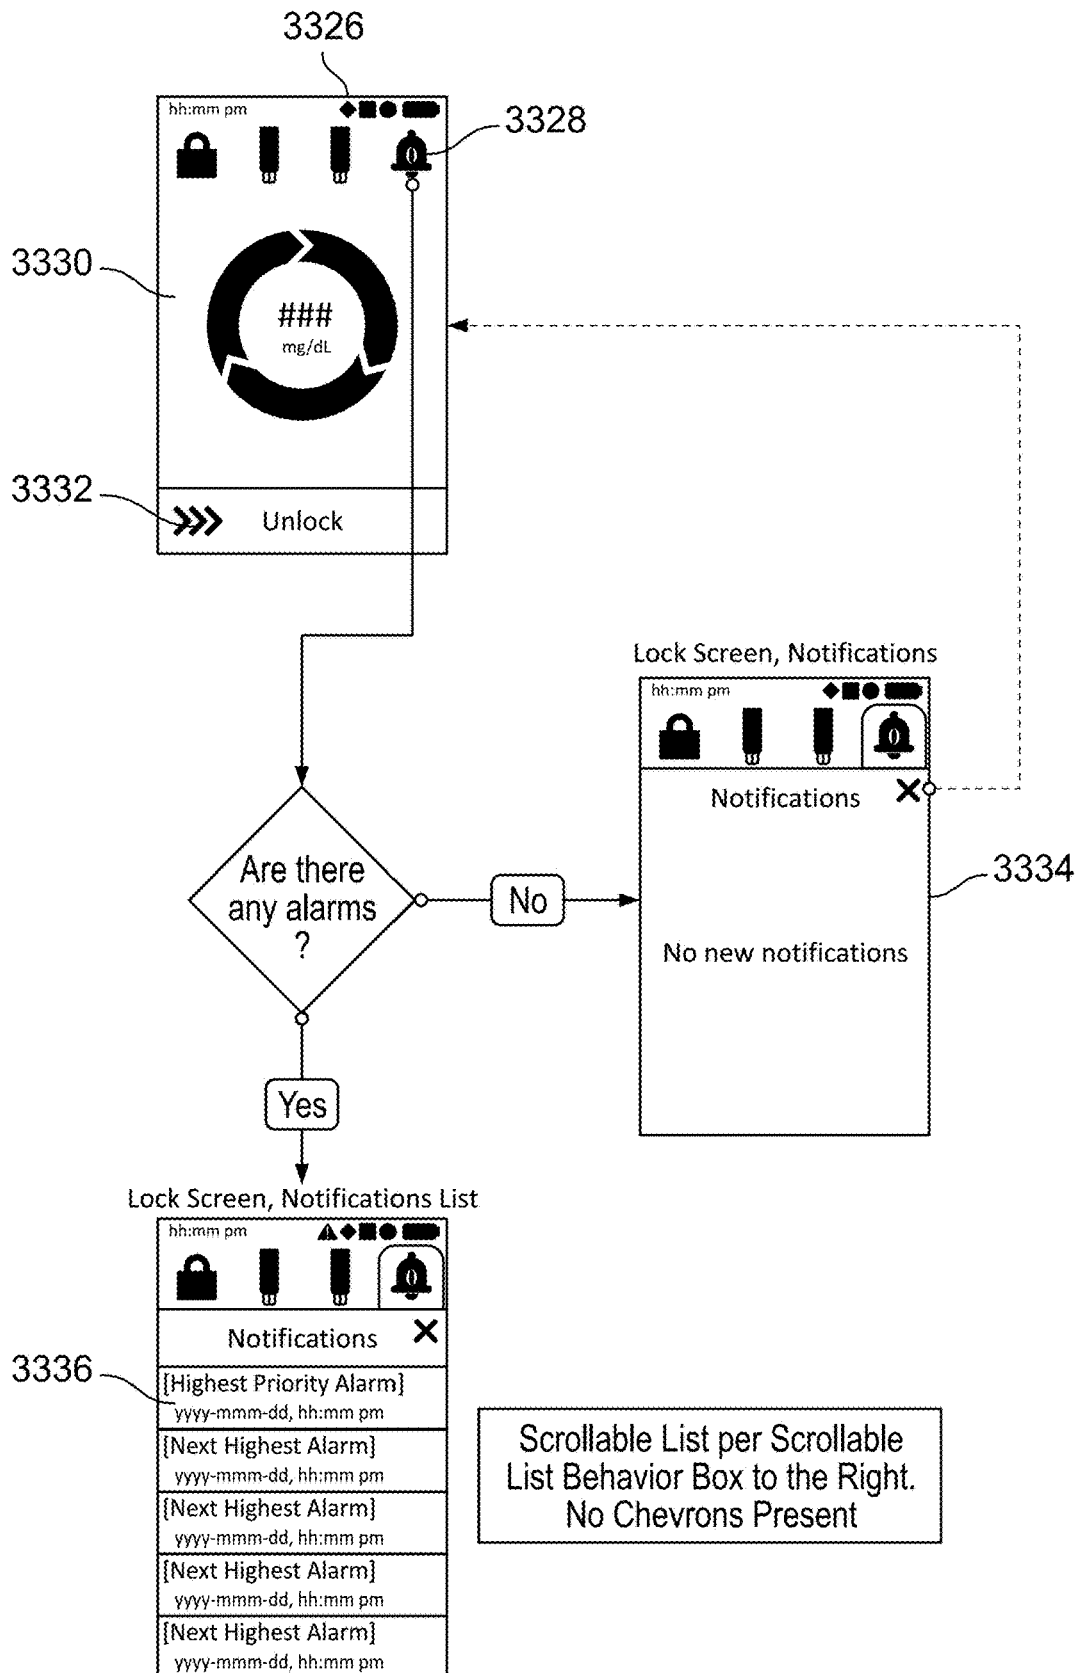 3326
hh:mm pm
0
3328
3330
###
mg/dL
3332
Unlock
Lock Screen, Notifications
hh:mm pm
0
Notifications
Are there
any alarms
?
No
3334
No new notifications
Yes
Lock Screen, Notifications List
hh:mm pm
0
Notifications
3336
[Highest Priority Alarm]
yyyy-mmm-dd, hh:mm pm
[Next Highest Alarm]
yyyy-mmm-dd, hh:mm pm
[Next Highest Alarm]
yyyy-mmm-dd, hh:mm pm
[Next Highest Alarm]
yyyy-mmm-dd, hh:mm pm
[Next Highest Alarm]
yyyy-mmm-dd, hh:mm pm
Scrollable List per Scrollable
List Behavior Box to the Right.
No Chevrons Present